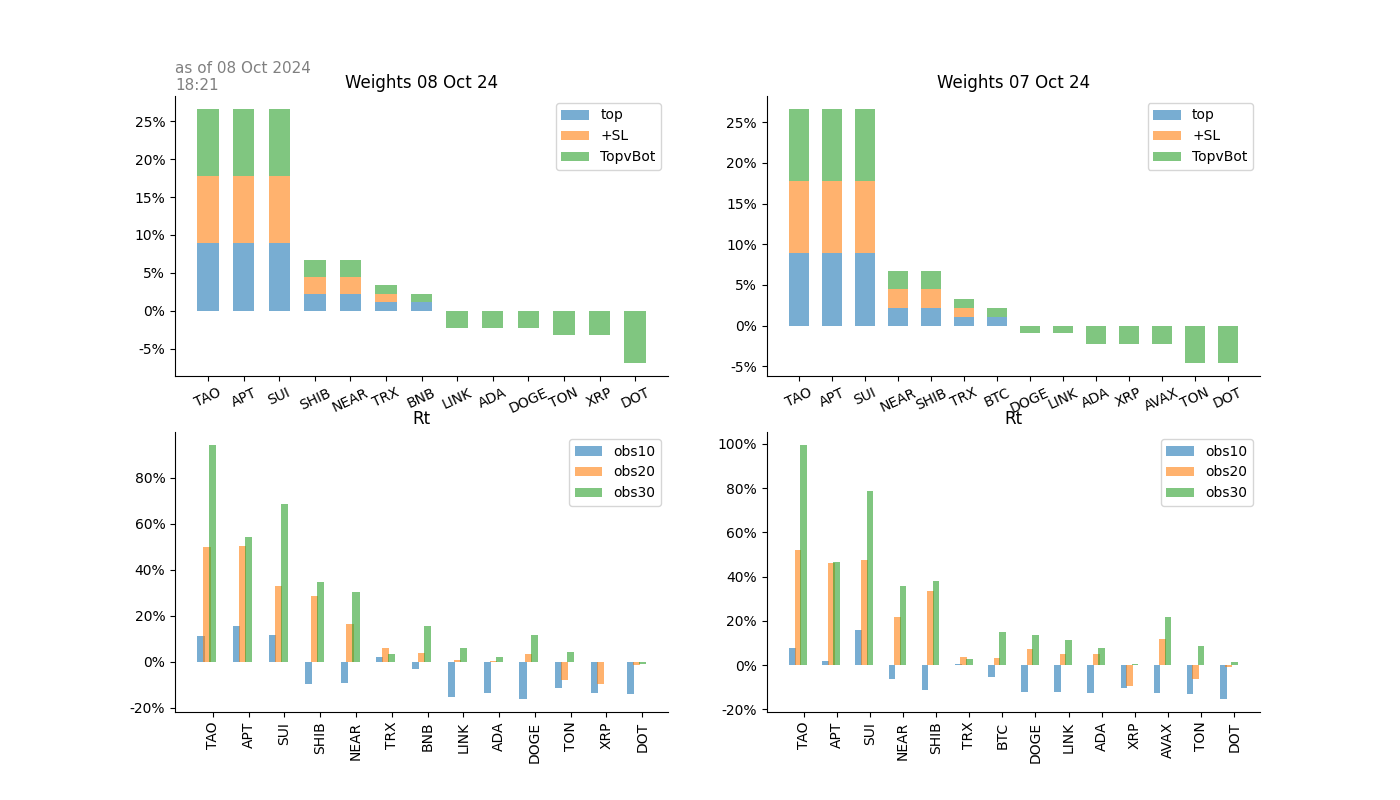 as of 08 Oct 2024
18:21
Weights 08 Oct 24
25%
20%
15%
10%
5%
0%
-5%
top
+SL
TopvBot
TAO APT SUI SHIB NEAR TRX BNB LINK ADA DOGE TON XRP DOT
Weights 07 Oct 24
25%
20%
15%
10%
5%
0%
-5%
top
+SL
TopvBot
TAO APT SUI NEAR SHIB TRX BTC DOGE LINK ADA XRP AVAX TON DOT
Rt
80%
60%
40%
20%
0%
-20%
obs10
obs20
obs30
TAO APT SUI SHIB NEAR TRX BNB LINK ADA DOGE TON XRP DOT
Rt
100%
80%
60%
40%
20%
0%
-20%
obs10
obs20
obs30
TAO APT SUI NEAR SHIB TRX BTC DOGE LINK ADA XRP AVAX TON DOT